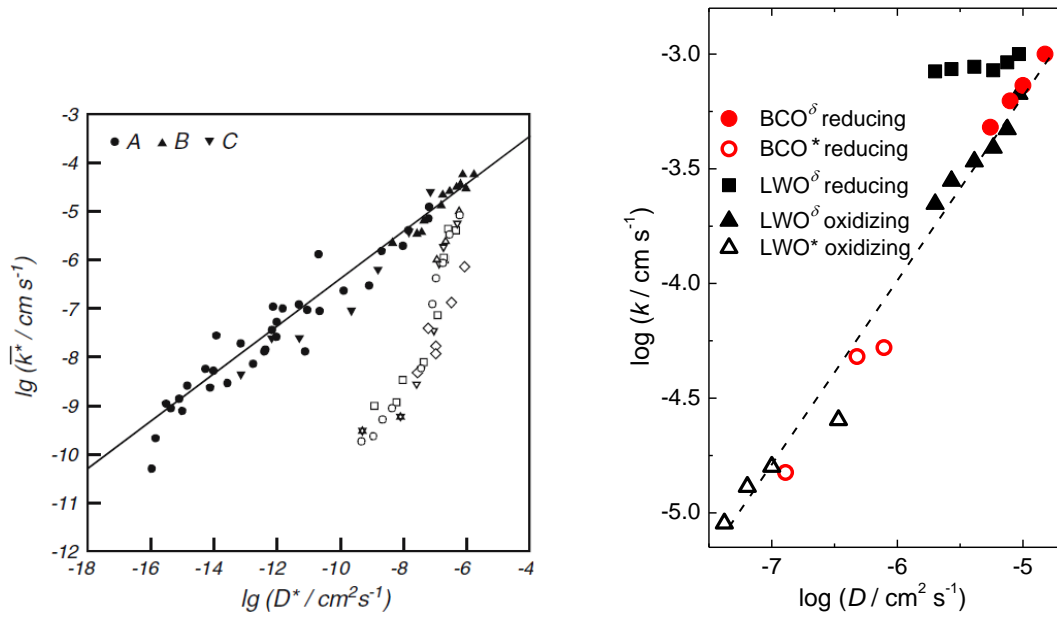 -3
-4
-5
-6
-7
-8
-9
-10
-11
-12
-18
-16
-14
-12
-10
-8
-6
-4
A
B
C
lg (k* / cm s-1)
lg (D* / cm2s-1)
-3.0
-3.5
-4.0
-4.5
-5.0
-7
-6
-5
BCOδ reducing
BCO* reducing
LWOδ reducing
LWOδ oxidizing
LWO* oxidizing
log (k / cm s-1)
log (D / cm2 s-1)